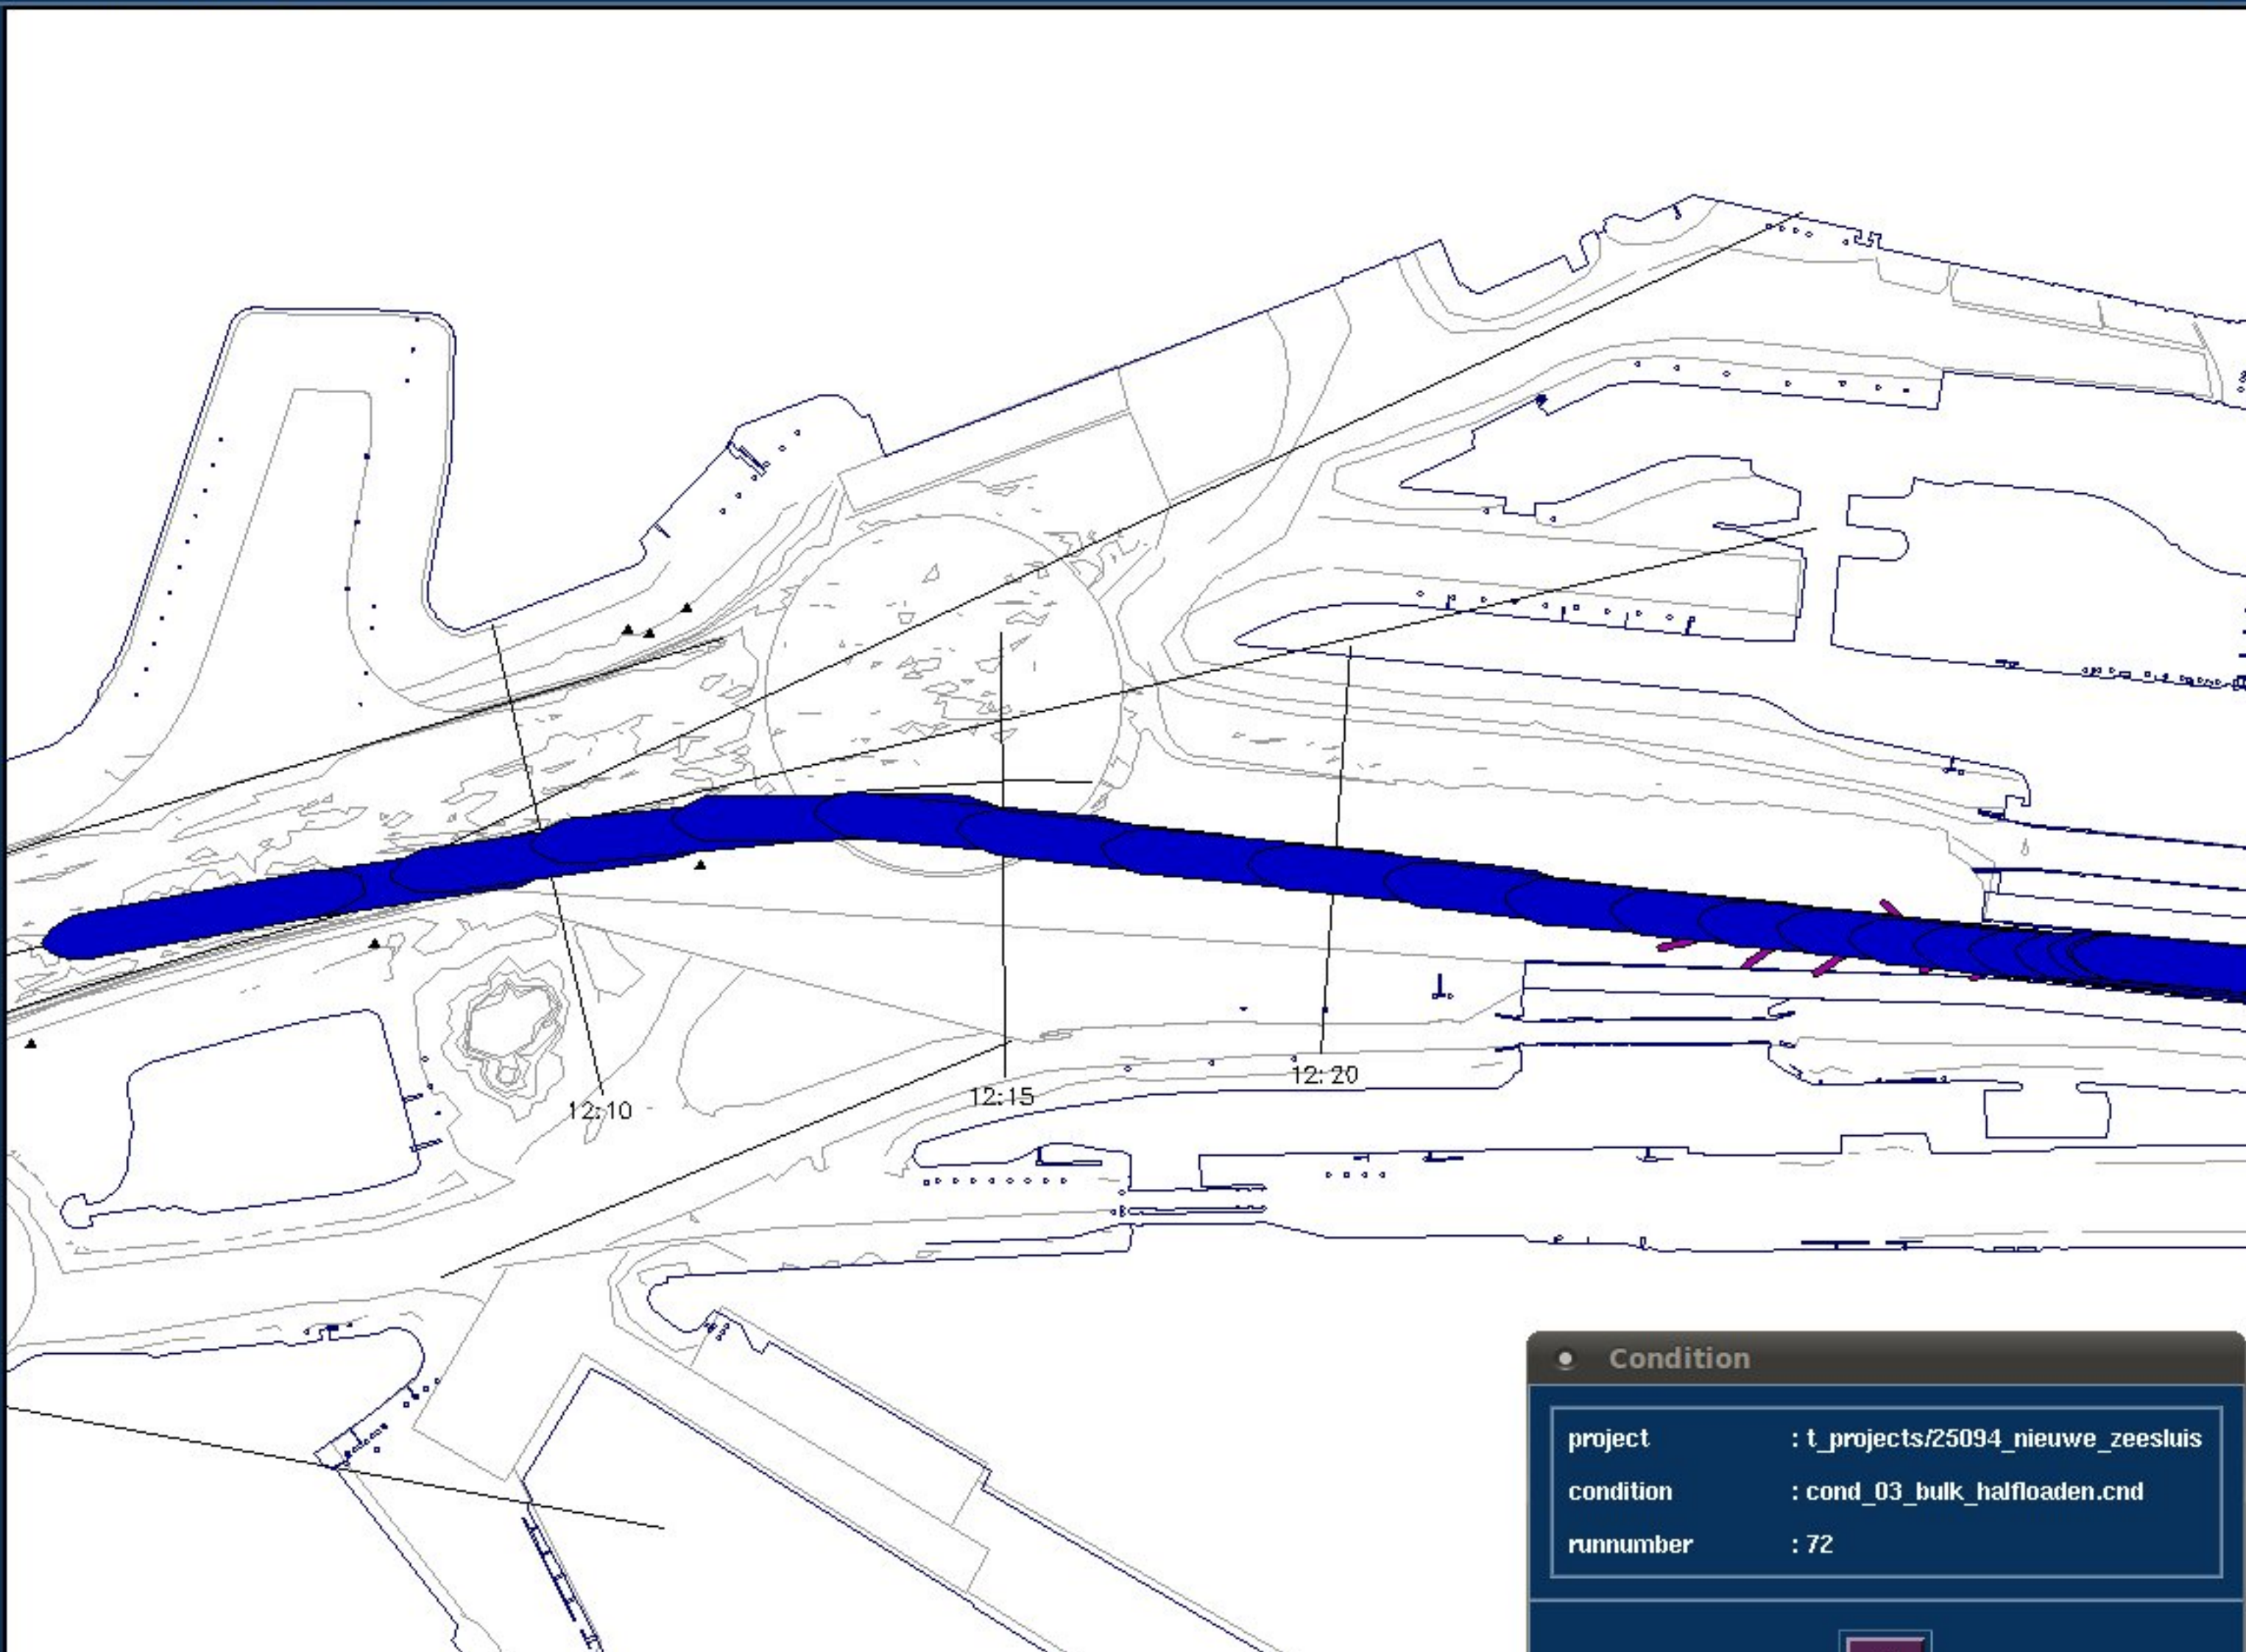 12:10
12:15
12:20
Condition
project : t_projects/25094_nieuwe_zeesluis
condition : cond_03_bulk_halfloaden.cnd
runnumber : 72